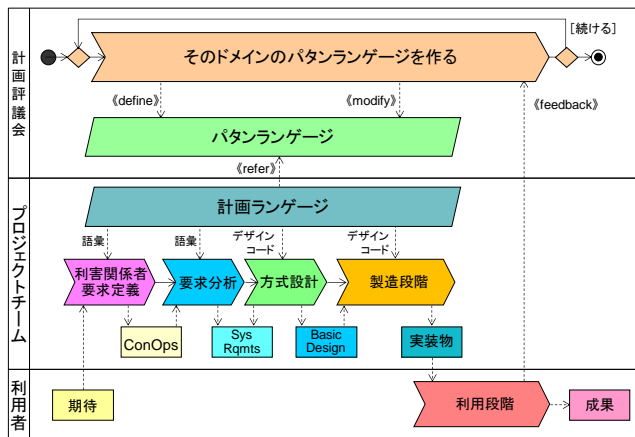 計画評議会
[続ける]
そのドメインのパタンランゲージを作る
《define》
《modify》
《feedback》
パタンランゲージ
《refer》
プロジェクトチーム
計画ランゲージ
語彙
語彙
デザイン
コード
デザイン
コード
利害関係者
要求定義
要求分析
方式設計
製造段階
ConOps
Sys
Rqmts
Basic
Design
実装物
利用者
期待
利用段階
成果